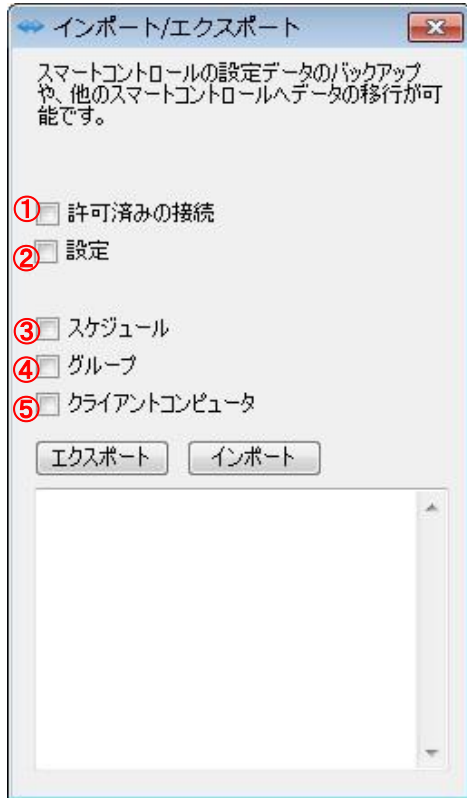 インポート/エクスポート
スマートコントロールの設定データのバックアップ
や、他のスマートコントロールへデータの移行が可
能です。
① 許可済みの接続
② 設定
③ スケジュール
④ グループ
⑤ クライアントコンピュータ
エクスポート インポート